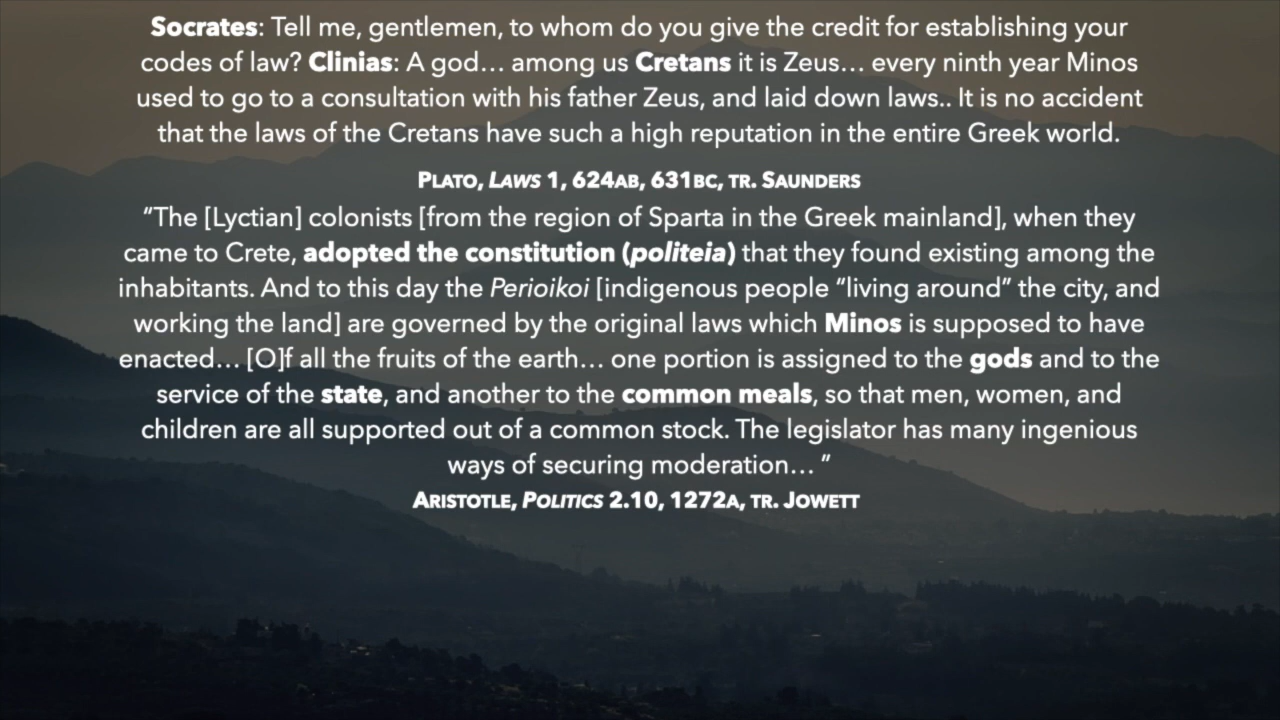 Socrates: Tell me, gentlemen, to whom do you give the credit for establishing your
codes of law? Clinias: A god… among us Cretans it is Zeus… every ninth year Minos
used to go to a consultation with his father Zeus, and laid down laws.. It is no accident
that the laws of the Cretans have such a high reputation in the entire Greek world.
PLATO, LAWS 1, 624AB, 631BC, TR. SAUNDERS
“The [Lyctian] colonists [from the region of Sparta in the Greek mainland], when they
came to Crete, adopted the constitution (politeia) that they found existing among the
inhabitants. And to this day the Perioikoi [indigenous people “living around” the city, and
working the land] are governed by the original laws which Minos is supposed to have
enacted… [O]f all the fruits of the earth… one portion is assigned to the gods and to the
service of the state, and another to the common meals, so that men, women, and
children are all supported out of a common stock. The legislator has many ingenious
ways of securing moderation… ”
ARISTOTLE, POLITICS 2.10, 1272A, TR. JOWETT